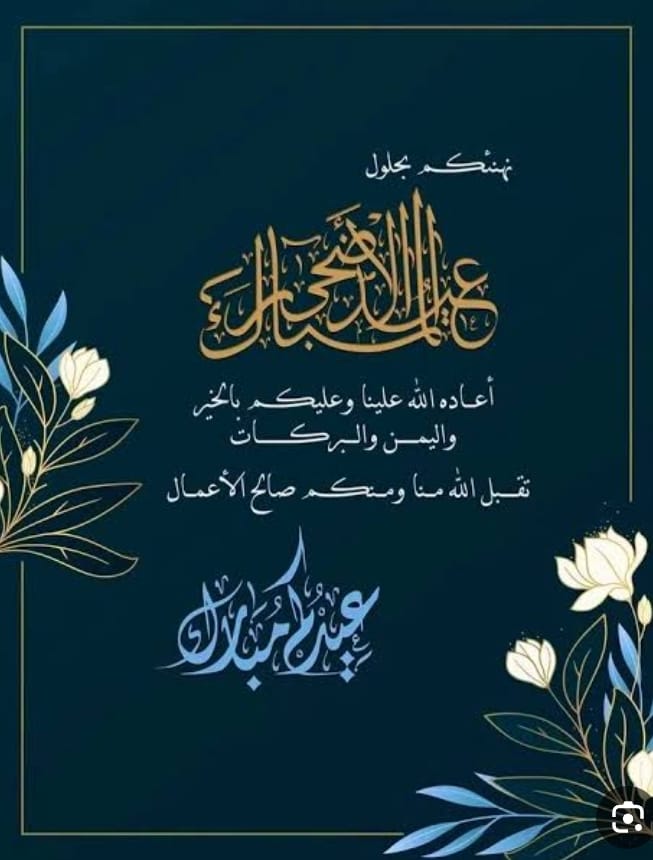 نهنئكم بحلول
عيد الأضحى المبارك
أعاده الله علينا وعليكم بالخير
واليمن والبركات
تقبل الله منا ومنكم صالح الأعمال
عيدكم مبارك